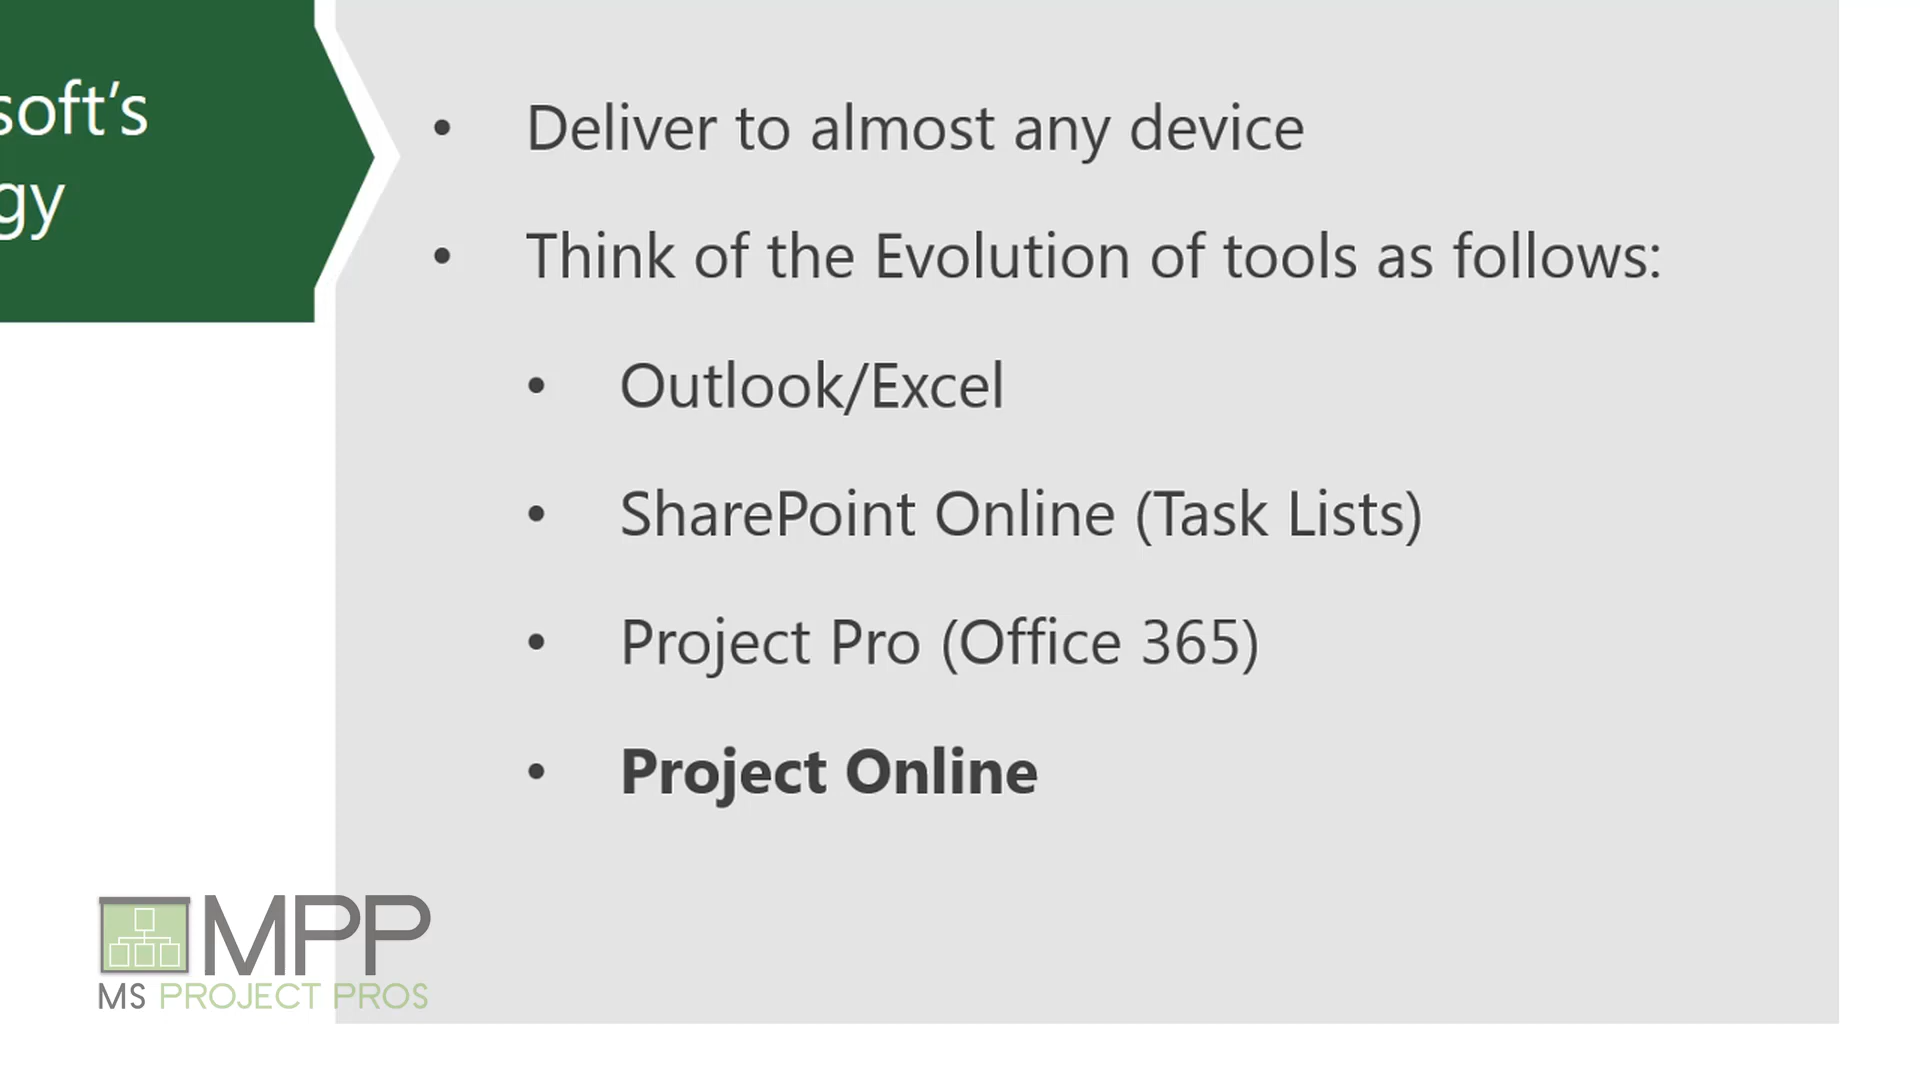 soft’s
gy
• Deliver to almost any device
• Think of the Evolution of tools as follows:
• Outlook/Excel
• SharePoint Online (Task Lists)
• Project Pro (Office 365)
• Project Online
MPP
MS PROJECT PROS